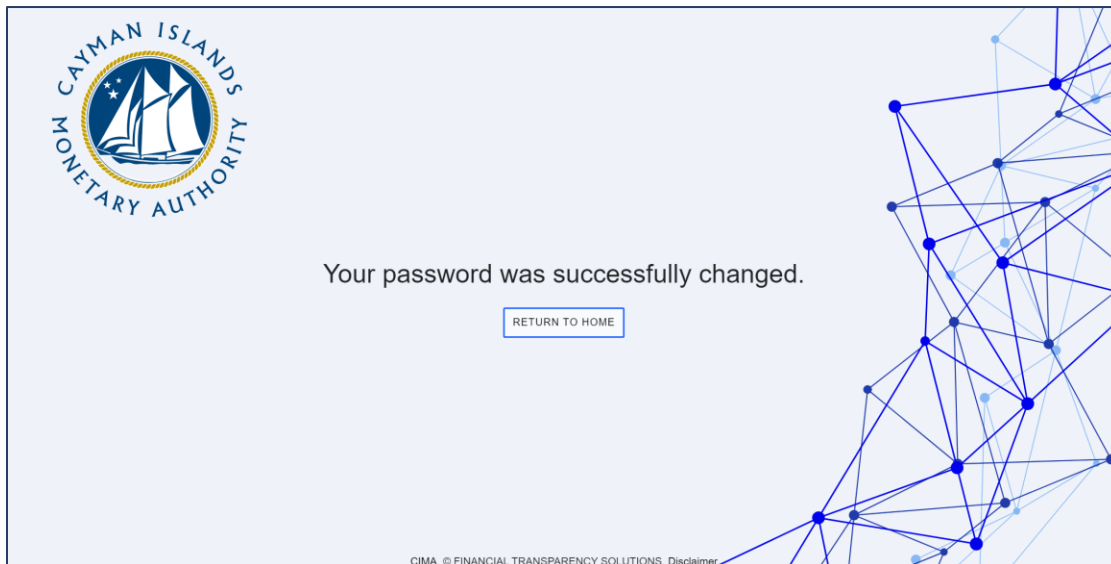 CAYMAN ISLANDS
MONETARY AUTHORITY
Your password was successfully changed.
RETURN TO HOME
CIMA © FINANCIAL TRANSPARENCY SOLUTIONS Disclaimer